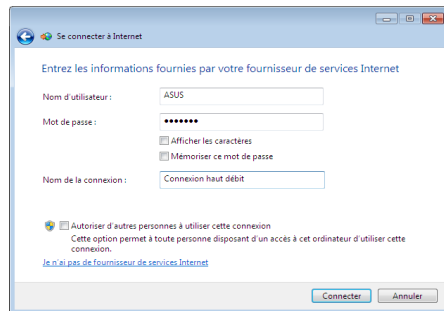 Se connecter à Internet
Entrez les informations fournies par votre fournisseur de services Internet
Nom d'utilisateur :
ASUS
Mot de passe :
•••••••
Afficher les caractères
Mémoriser ce mot de passe
Nom de la connexion :
Connexion haut débit
Autoriser d'autres personnes à utiliser cette connexion
Cette option permet à toute personne disposant d'un accès à cet ordinateur d'utiliser cette
connexion.
Je n'ai pas de fournisseur de services Internet
Connecter
Annuler